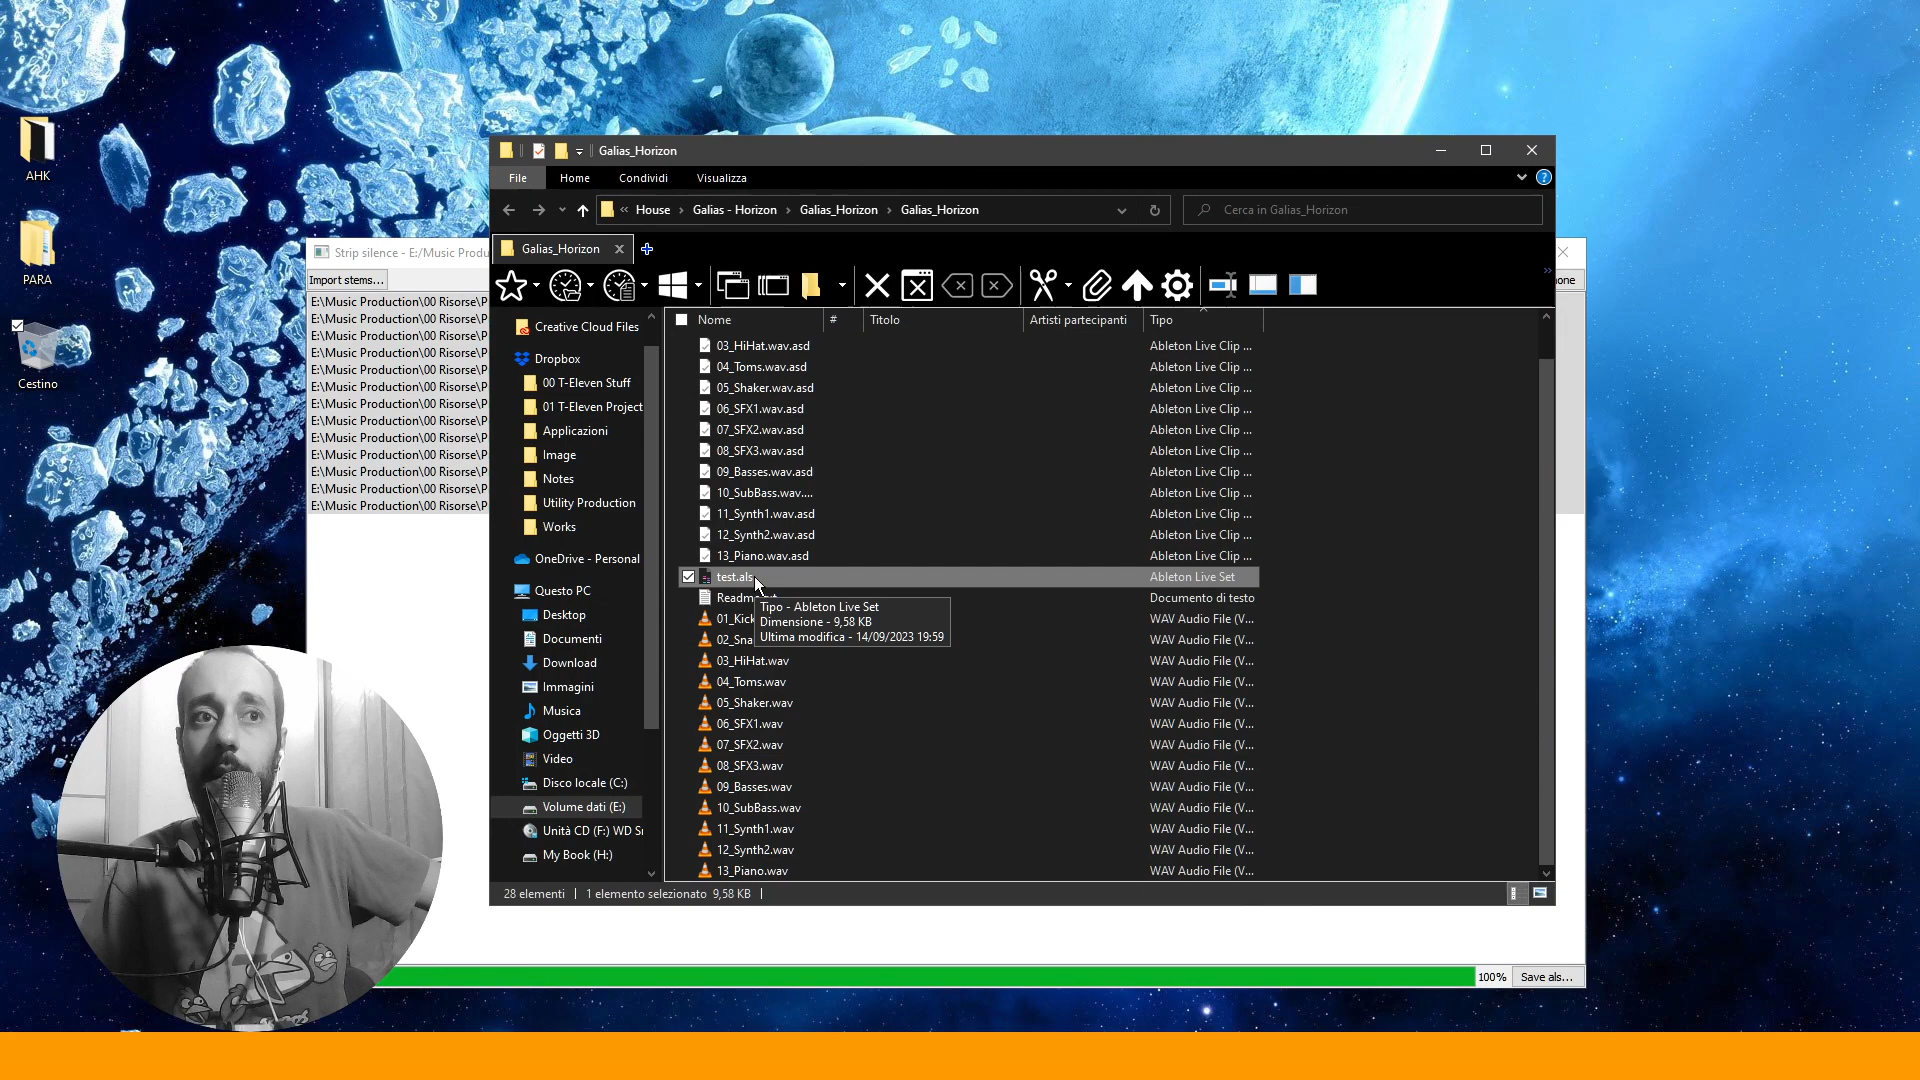 AHK
PARA
Cestino
Strip silence - E:/Music Produ
Import stems...
one
E:\Music Production\00 Risorse\P
E:\Music Production\00 Risorse\P
E:\Music Production\00 Risorse\P
E:\Music Production\00 Risorse\P
E:\Music Production\00 Risorse\P
E:\Music Production\00 Risorse\P
E:\Music Production\00 Risorse\P
E:\Music Production\00 Risorse\P
E:\Music Production\00 Risorse\P
E:\Music Production\00 Risorse\P
E:\Music Production\00 Risorse\P
E:\Music Production\00 Risorse\P
E:\Music Production\00 Risorse\P
Galias_Horizon
File Home Condividi Visualizza
« House › Galias - Horizon › Galias_Horizon › Galias_Horizon
Cerca in Galias_Horizon
Galias_Horizon
Creative Cloud Files
Dropbox
00 T-Eleven Stuff
01 T-Eleven Project
Applicazioni
Image
Notes
Utility Production
Works
OneDrive - Personal
Questo PC
Desktop
Documenti
Download
Immagini
Musica
Oggetti 3D
Video
Disco locale (C:)
Volume dati (E:)
Unità CD (F:) WD Sr
My Book (H:)
Nome # Titolo Artisti partecipanti Tipo
03_HiHat.wav.asd Ableton Live Clip ...
04_Toms.wav.asd Ableton Live Clip ...
05_Shaker.wav.asd Ableton Live Clip ...
06_SFX1.wav.asd Ableton Live Clip ...
07_SFX2.wav.asd Ableton Live Clip ...
08_SFX3.wav.asd Ableton Live Clip ...
09_Basses.wav.asd Ableton Live Clip ...
10_SubBass.wav.... Ableton Live Clip ...
11_Synth1.wav.asd Ableton Live Clip ...
12_Synth2.wav.asd Ableton Live Clip ...
13_Piano.wav.asd Ableton Live Clip ...
test.als Ableton Live Set
Readm Documento di testo
01_Kick WAV Audio File (V...
02_Sna WAV Audio File (V...
03_HiHat.wav WAV Audio File (V...
04_Toms.wav WAV Audio File (V...
05_Shaker.wav WAV Audio File (V...
06_SFX1.wav WAV Audio File (V...
07_SFX2.wav WAV Audio File (V...
08_SFX3.wav WAV Audio File (V...
09_Basses.wav WAV Audio File (V...
10_SubBass.wav WAV Audio File (V...
11_Synth1.wav WAV Audio File (V...
12_Synth2.wav WAV Audio File (V...
13_Piano.wav WAV Audio File (V...
Tipo - Ableton Live Set
Dimensione - 9,58 KB
Ultima modifica - 14/09/2023 19:59
28 elementi 1 elemento selezionato 9,58 KB
100%
Save als...